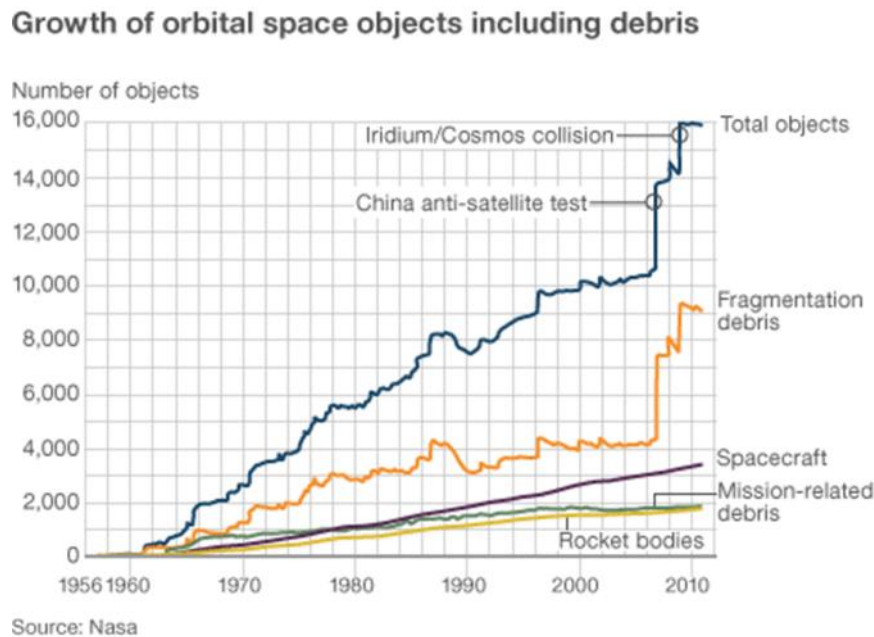 Growth of orbital space objects including debris
Number of objects
16,000
Iridium/Cosmos collision
Total objects
14,000
China anti-satellite test
12,000
10,000
Fragmentation
debris
8,000
6,000
4,000
Spacecraft
2,000
Mission-related
debris
Rocket bodies
0
1956 1960 1970 1980 1990 2000 2010
Source: Nasa